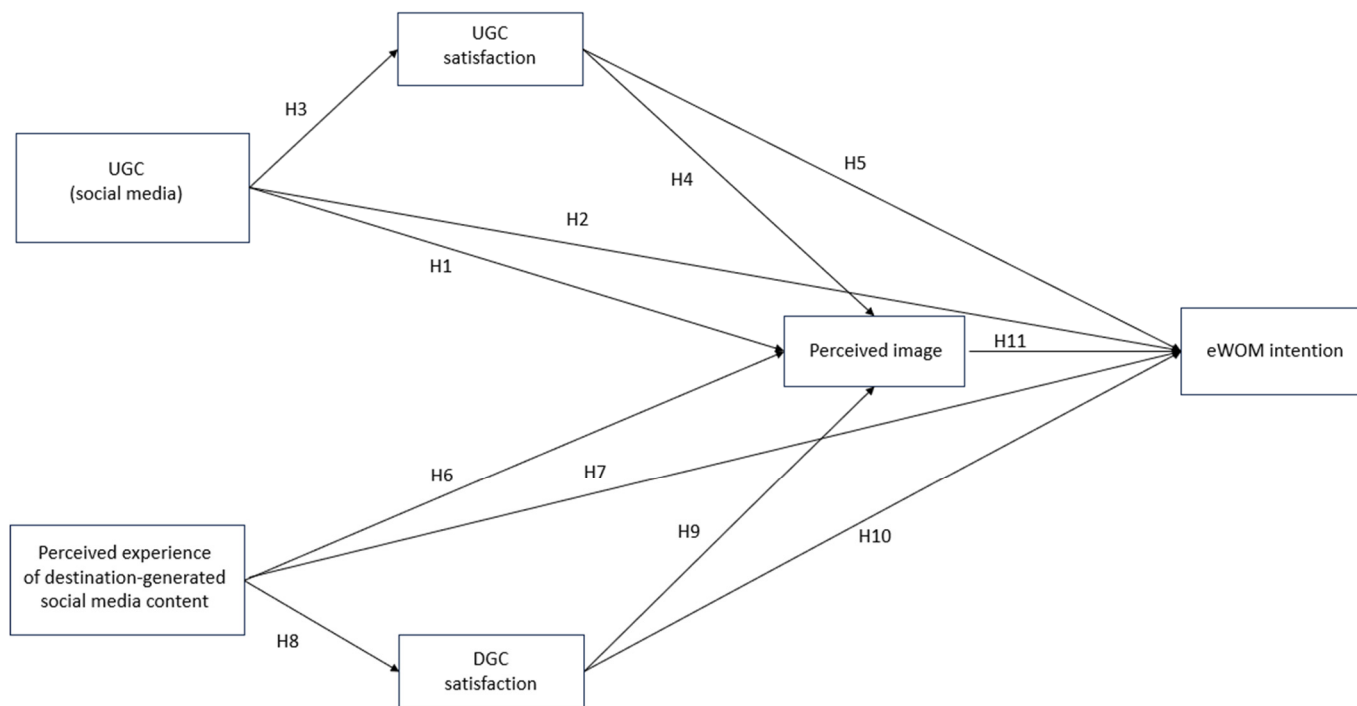 UGC
satisfaction
H3
UGC
(social media)
H4
H5
H2
H1
Perceived image
H11
eWOM intention
H6
H7
H9
H10
Perceived experience
of destination-generated
social media content
H8
DGC
satisfaction